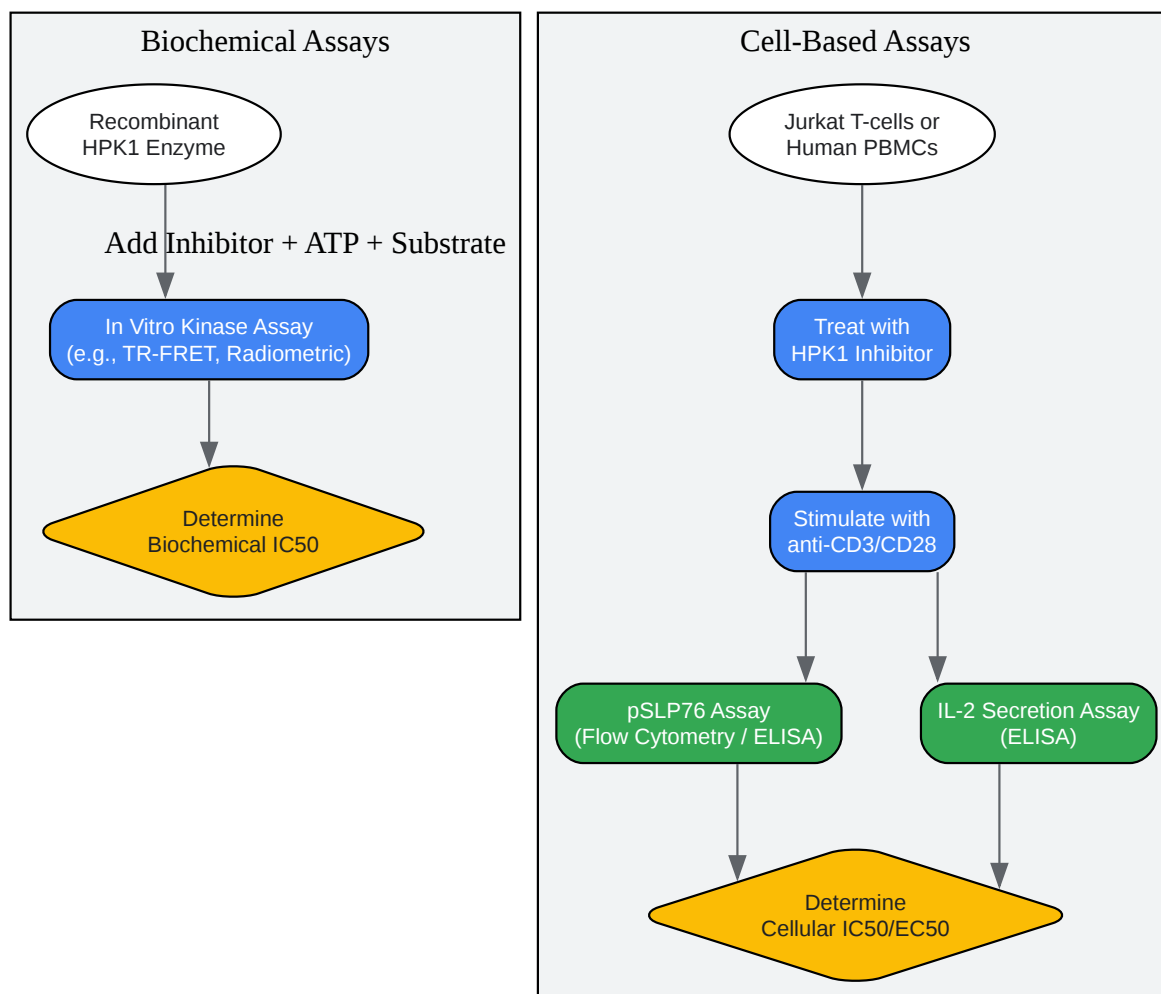 Biochemical Assays
Recombinant
HPK1 Enzyme
Add Inhibitor + ATP + Substrate
In Vitro Kinase Assay
(e.g., TR-FRET, Radiometric)
Determine
Biochemical IC50
Cell-Based Assays
Jurkat T-cells or
Human PBMCs
Treat with
HPK1 Inhibitor
Stimulate with
anti-CD3/CD28
pSLP76 Assay
(Flow Cytometry / ELISA)
IL-2 Secretion Assay
(ELISA)
Determine
Cellular IC50/EC50